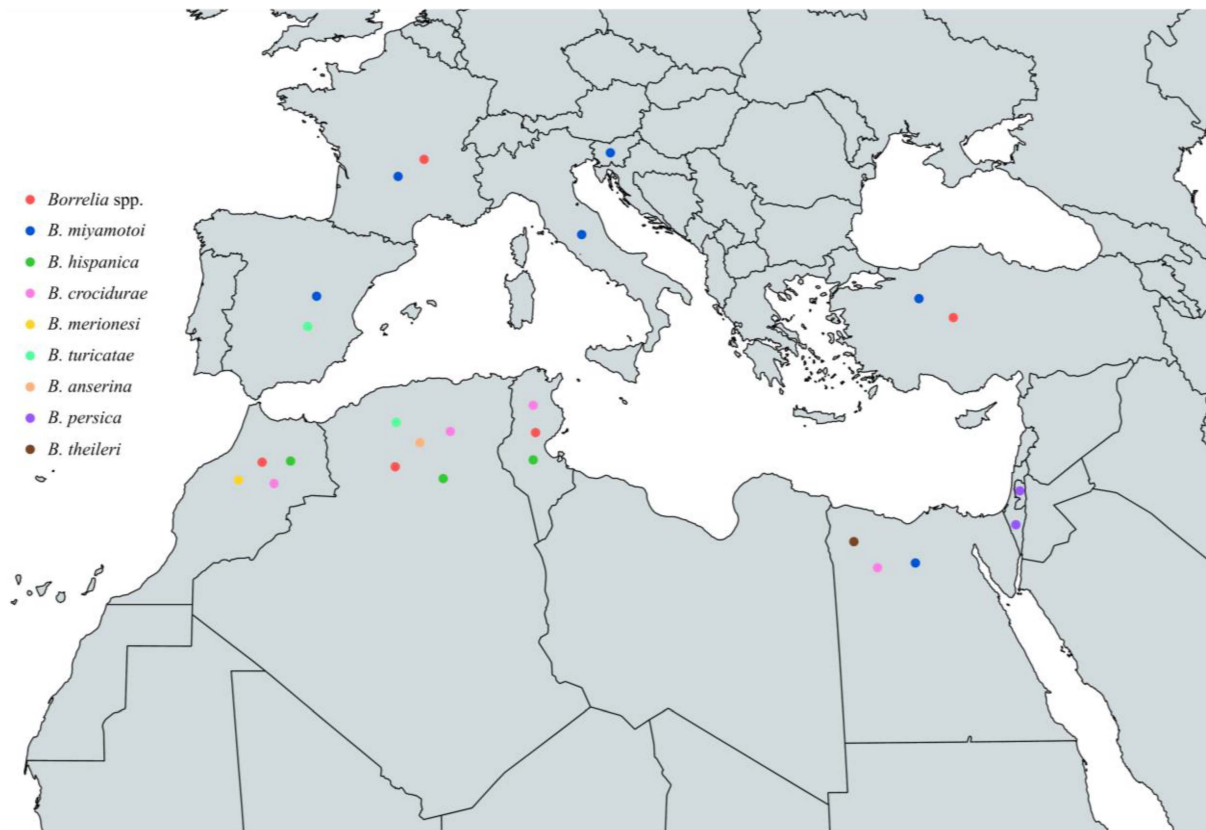 Borrelia spp.
B. miyamotoi
B. hispanica
B. crocidurae
B. merionesi
B. turicatae
B. anserina
B. persica
B. theileri